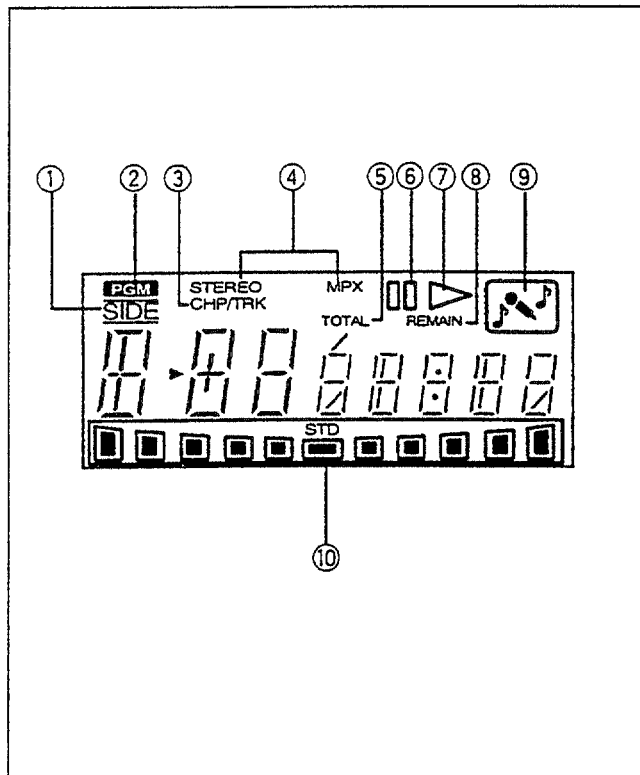 ① ② ③ ④ ⑤ ⑥ ⑦ ⑧ ⑨
PGM STEREO MPX
SIDE CHP/TRK TOTAL REMAIN
STD
⑩